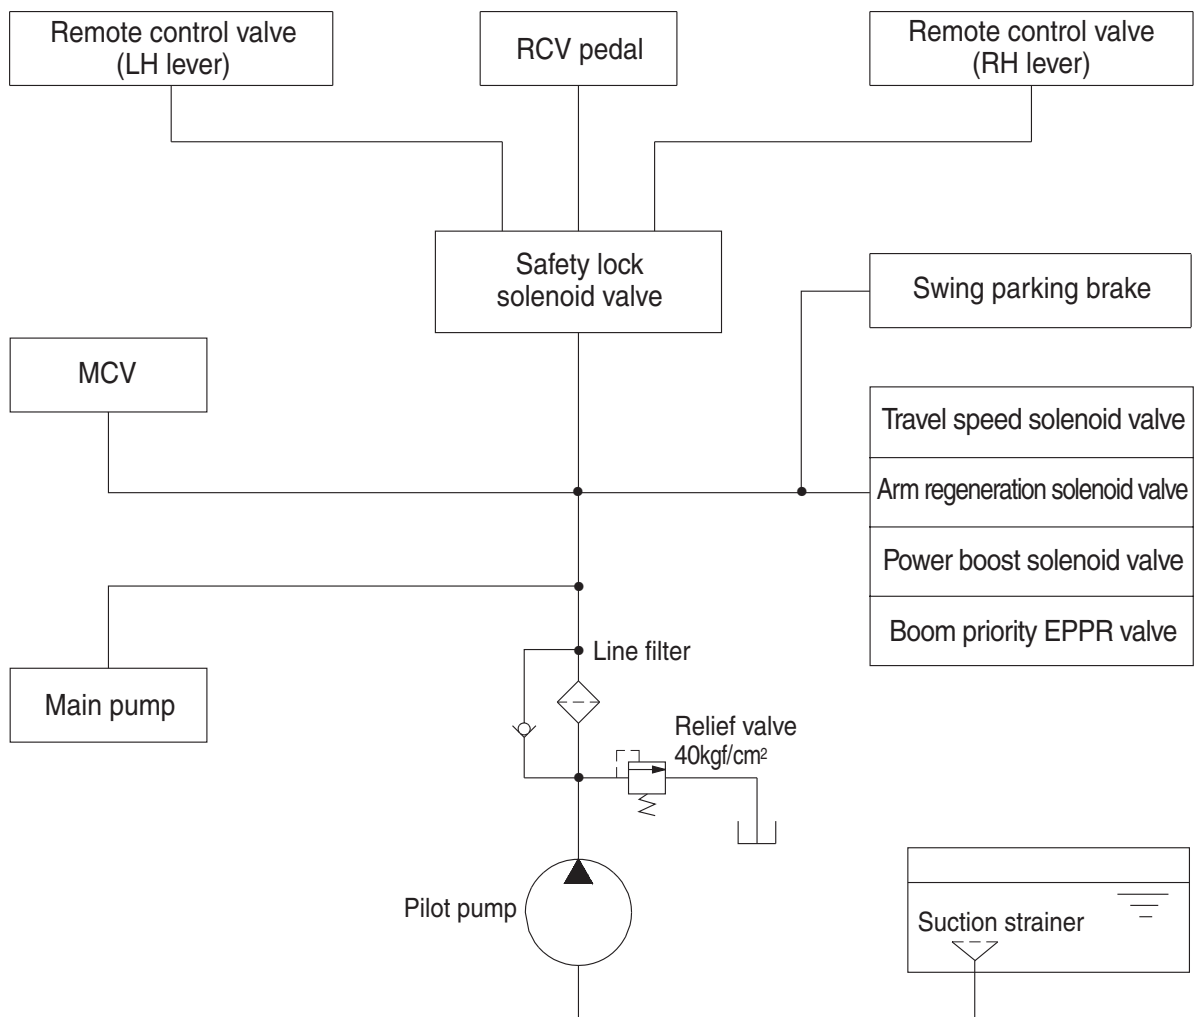 Remote control valve
(LH lever)
RCV pedal
Remote control valve
(RH lever)
Safety lock
solenoid valve
Swing parking brake
MCV
Travel speed solenoid valve
Arm regeneration solenoid valve
Power boost solenoid valve
Boom priority EPPR valve
Main pump
Line filter
Relief valve
40kgf/cm²
Pilot pump
Suction strainer